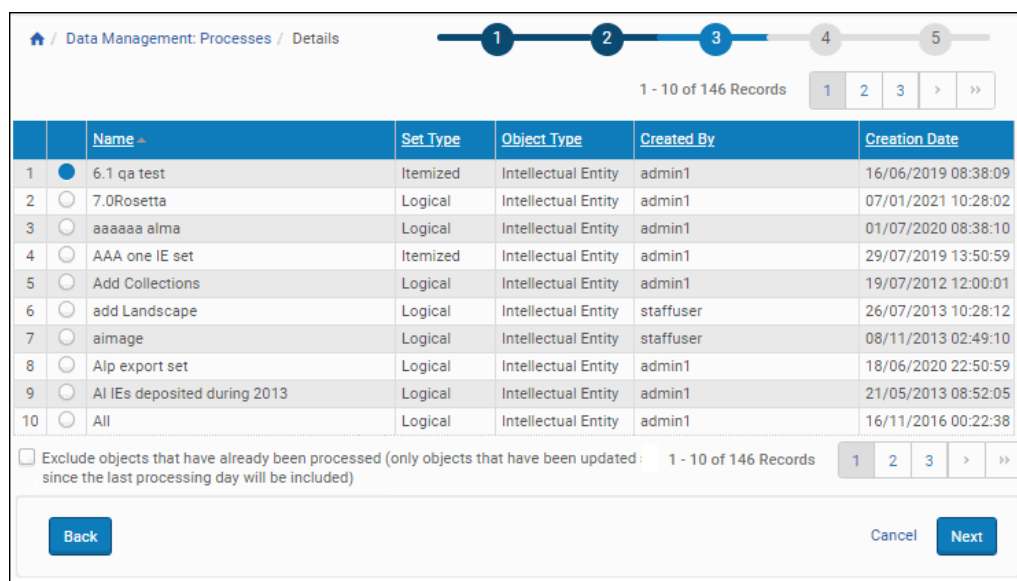 / Data Management: Processes / Details 1 2 3 4 5
1 - 10 of 146 Records 1 2 3 > >>
Name Set Type Object Type Created By Creation Date
1 6.1 qa test Itemized Intellectual Entity admin1 16/06/2019 08:38:09
2 7.0Rosetta Logical Intellectual Entity admin1 07/01/2021 10:28:02
3 aaaaaa alma Logical Intellectual Entity admin1 01/07/2020 08:38:10
4 AAA one IE set Itemized Intellectual Entity admin1 29/07/2019 13:50:59
5 Add Collections Logical Intellectual Entity admin1 19/07/2012 12:00:01
6 add Landscape Logical Intellectual Entity staffuser 26/07/2013 10:28:12
7 aimage Logical Intellectual Entity staffuser 08/11/2013 02:49:10
8 Alp export set Logical Intellectual Entity admin1 18/06/2020 22:50:59
9 Al IEs deposited during 2013 Logical Intellectual Entity admin1 21/05/2013 08:52:05
10 All Logical Intellectual Entity admin1 16/11/2016 00:22:38
Exclude objects that have already been processed (only objects that have been updated 1 - 10 of 146 Records 1 2 3 > >>
since the last processing day will be included)
Back Cancel Next